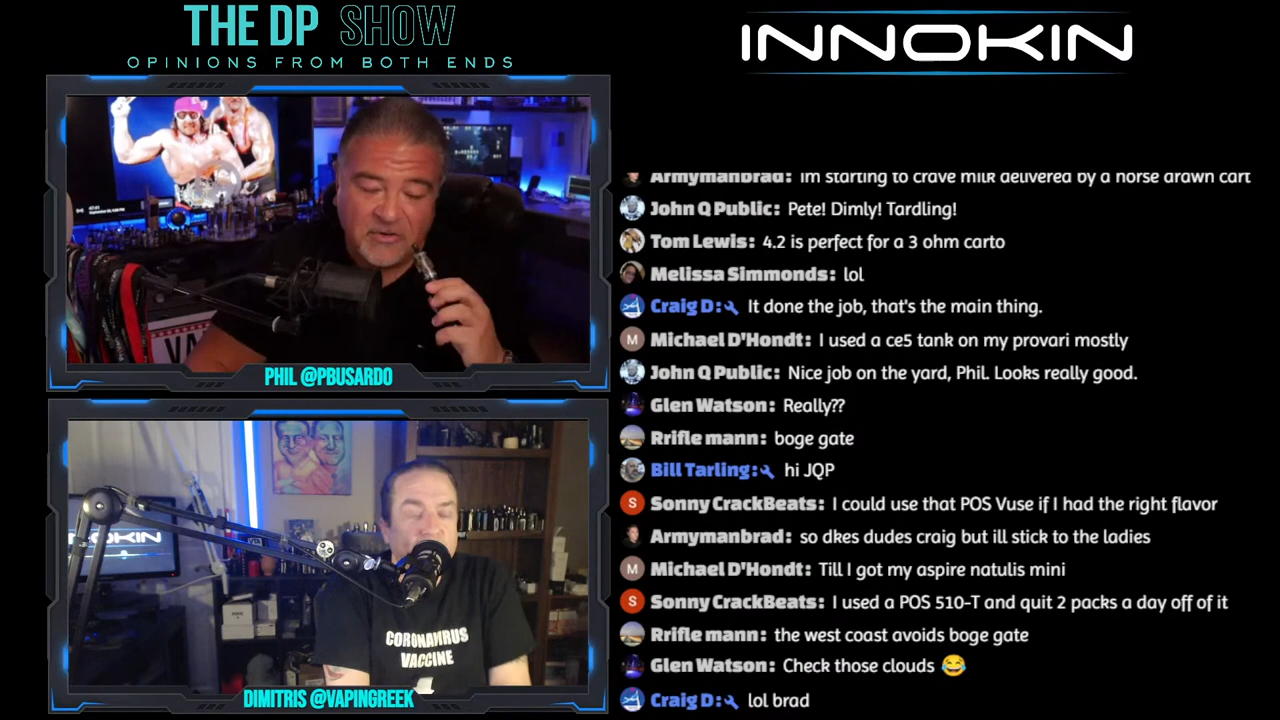 THE DP SHOW
OPINIONS FROM BOTH ENDS
INNOKIN
PHIL @PBUSARDO
OKIN
CORONAVIRUS
VACCINE
DIMITRIS @VAPINGREEK
Armymanbrad: Im starting to crave milk delivered by a horse drawn cart
John Q Public: Pete! Dimly! Tardling!
Tom Lewis: 4.2 is perfect for a 3 ohm carto
Melissa Simmonds: lol
Craig D: It done the job, that's the main thing.
M Michael D'Hondt: I used a ce5 tank on my provari mostly
John Q Public: Nice job on the yard, Phil. Looks really good.
Glen Watson: Really??
Rrifle mann: boge gate
Bill Tarling: hi JQP
S Sonny CrackBeats: I could use that POS Vuse if I had the right flavor
Armymanbrad: so dkes dudes craig but ill stick to the ladies
M Michael D'Hondt: Till I got my aspire natulis mini
S Sonny CrackBeats: I used a POS 510-T and quit 2 packs a day off of it
Rrifle mann: the west coast avoids boge gate
Glen Watson: Check those clouds 😂
Craig D: lol brad